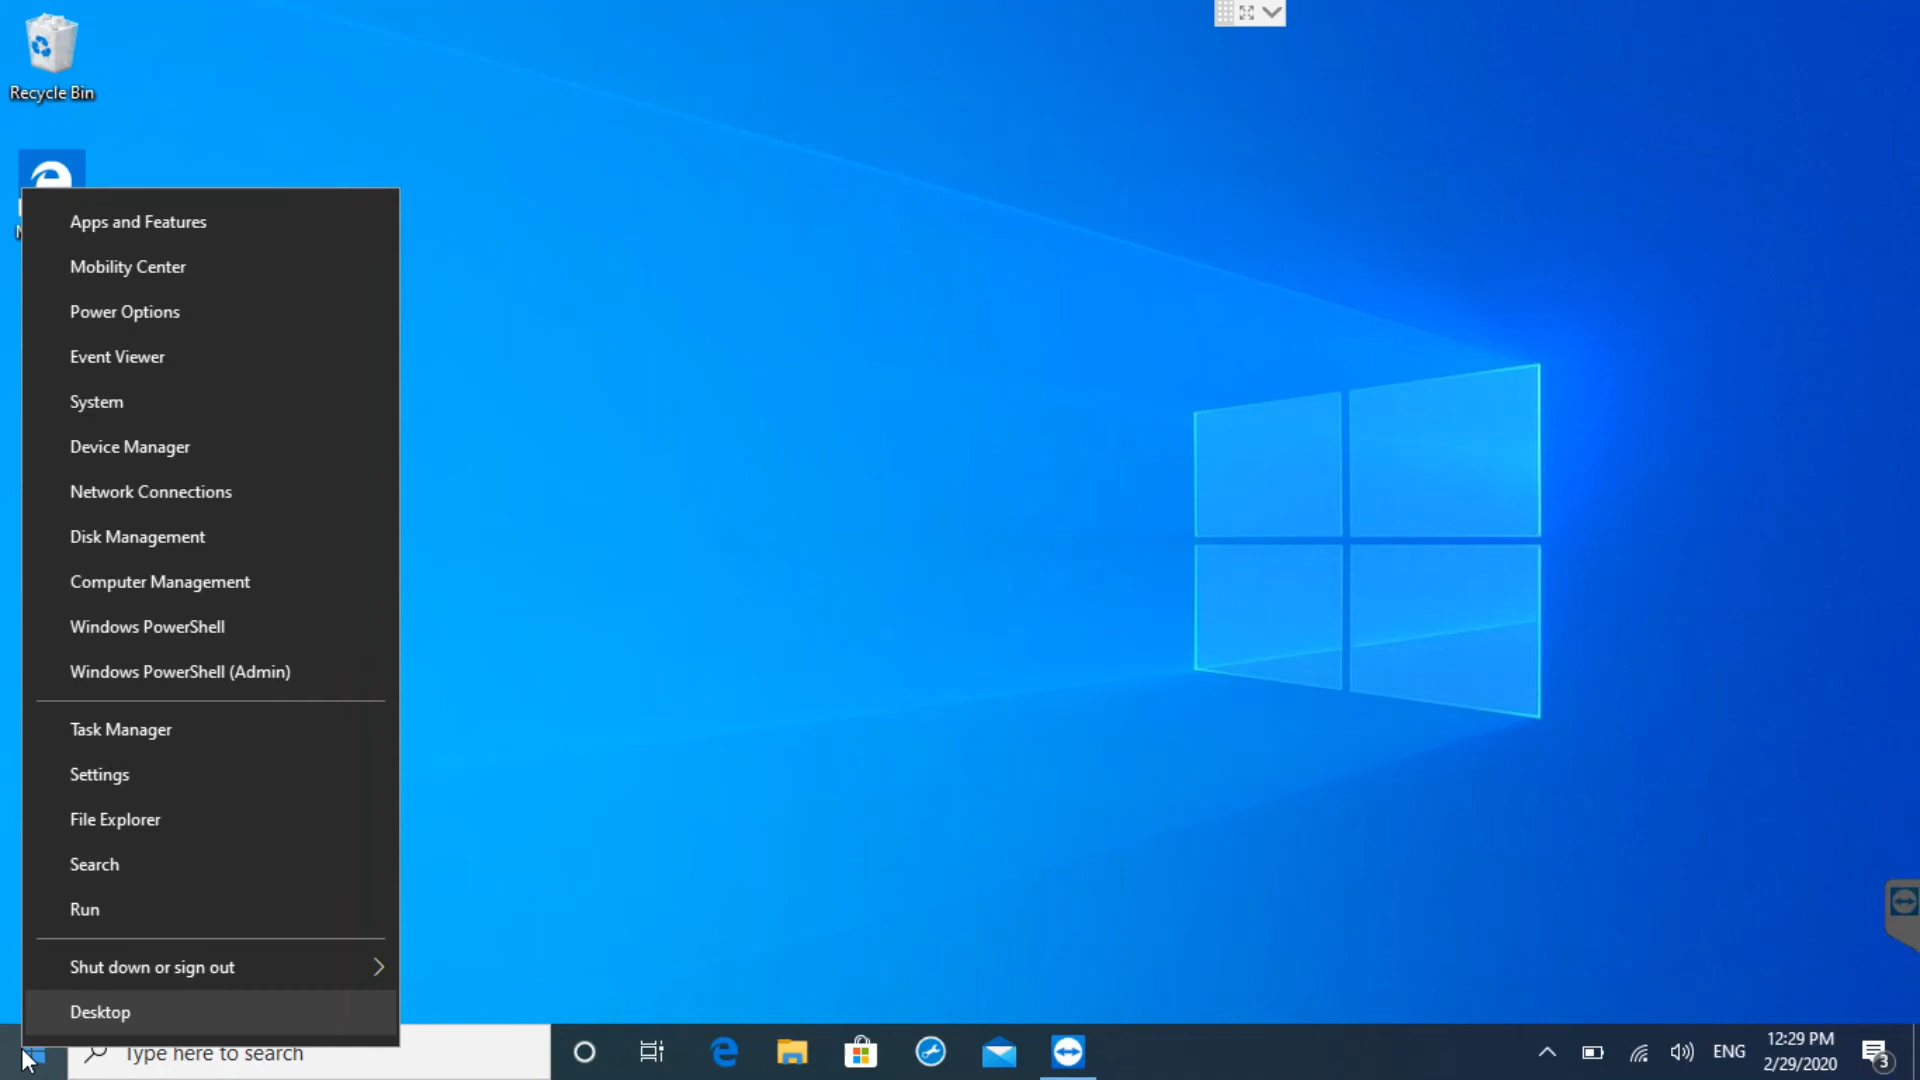 Recycle Bin
Apps and Features
Mobility Center
Power Options
Event Viewer
System
Device Manager
Network Connections
Disk Management
Computer Management
Windows PowerShell
Windows PowerShell (Admin)
Task Manager
Settings
File Explorer
Search
Run
Shut down or sign out
Desktop
Type here to search
ENG
12:29 PM
2/29/2020
3